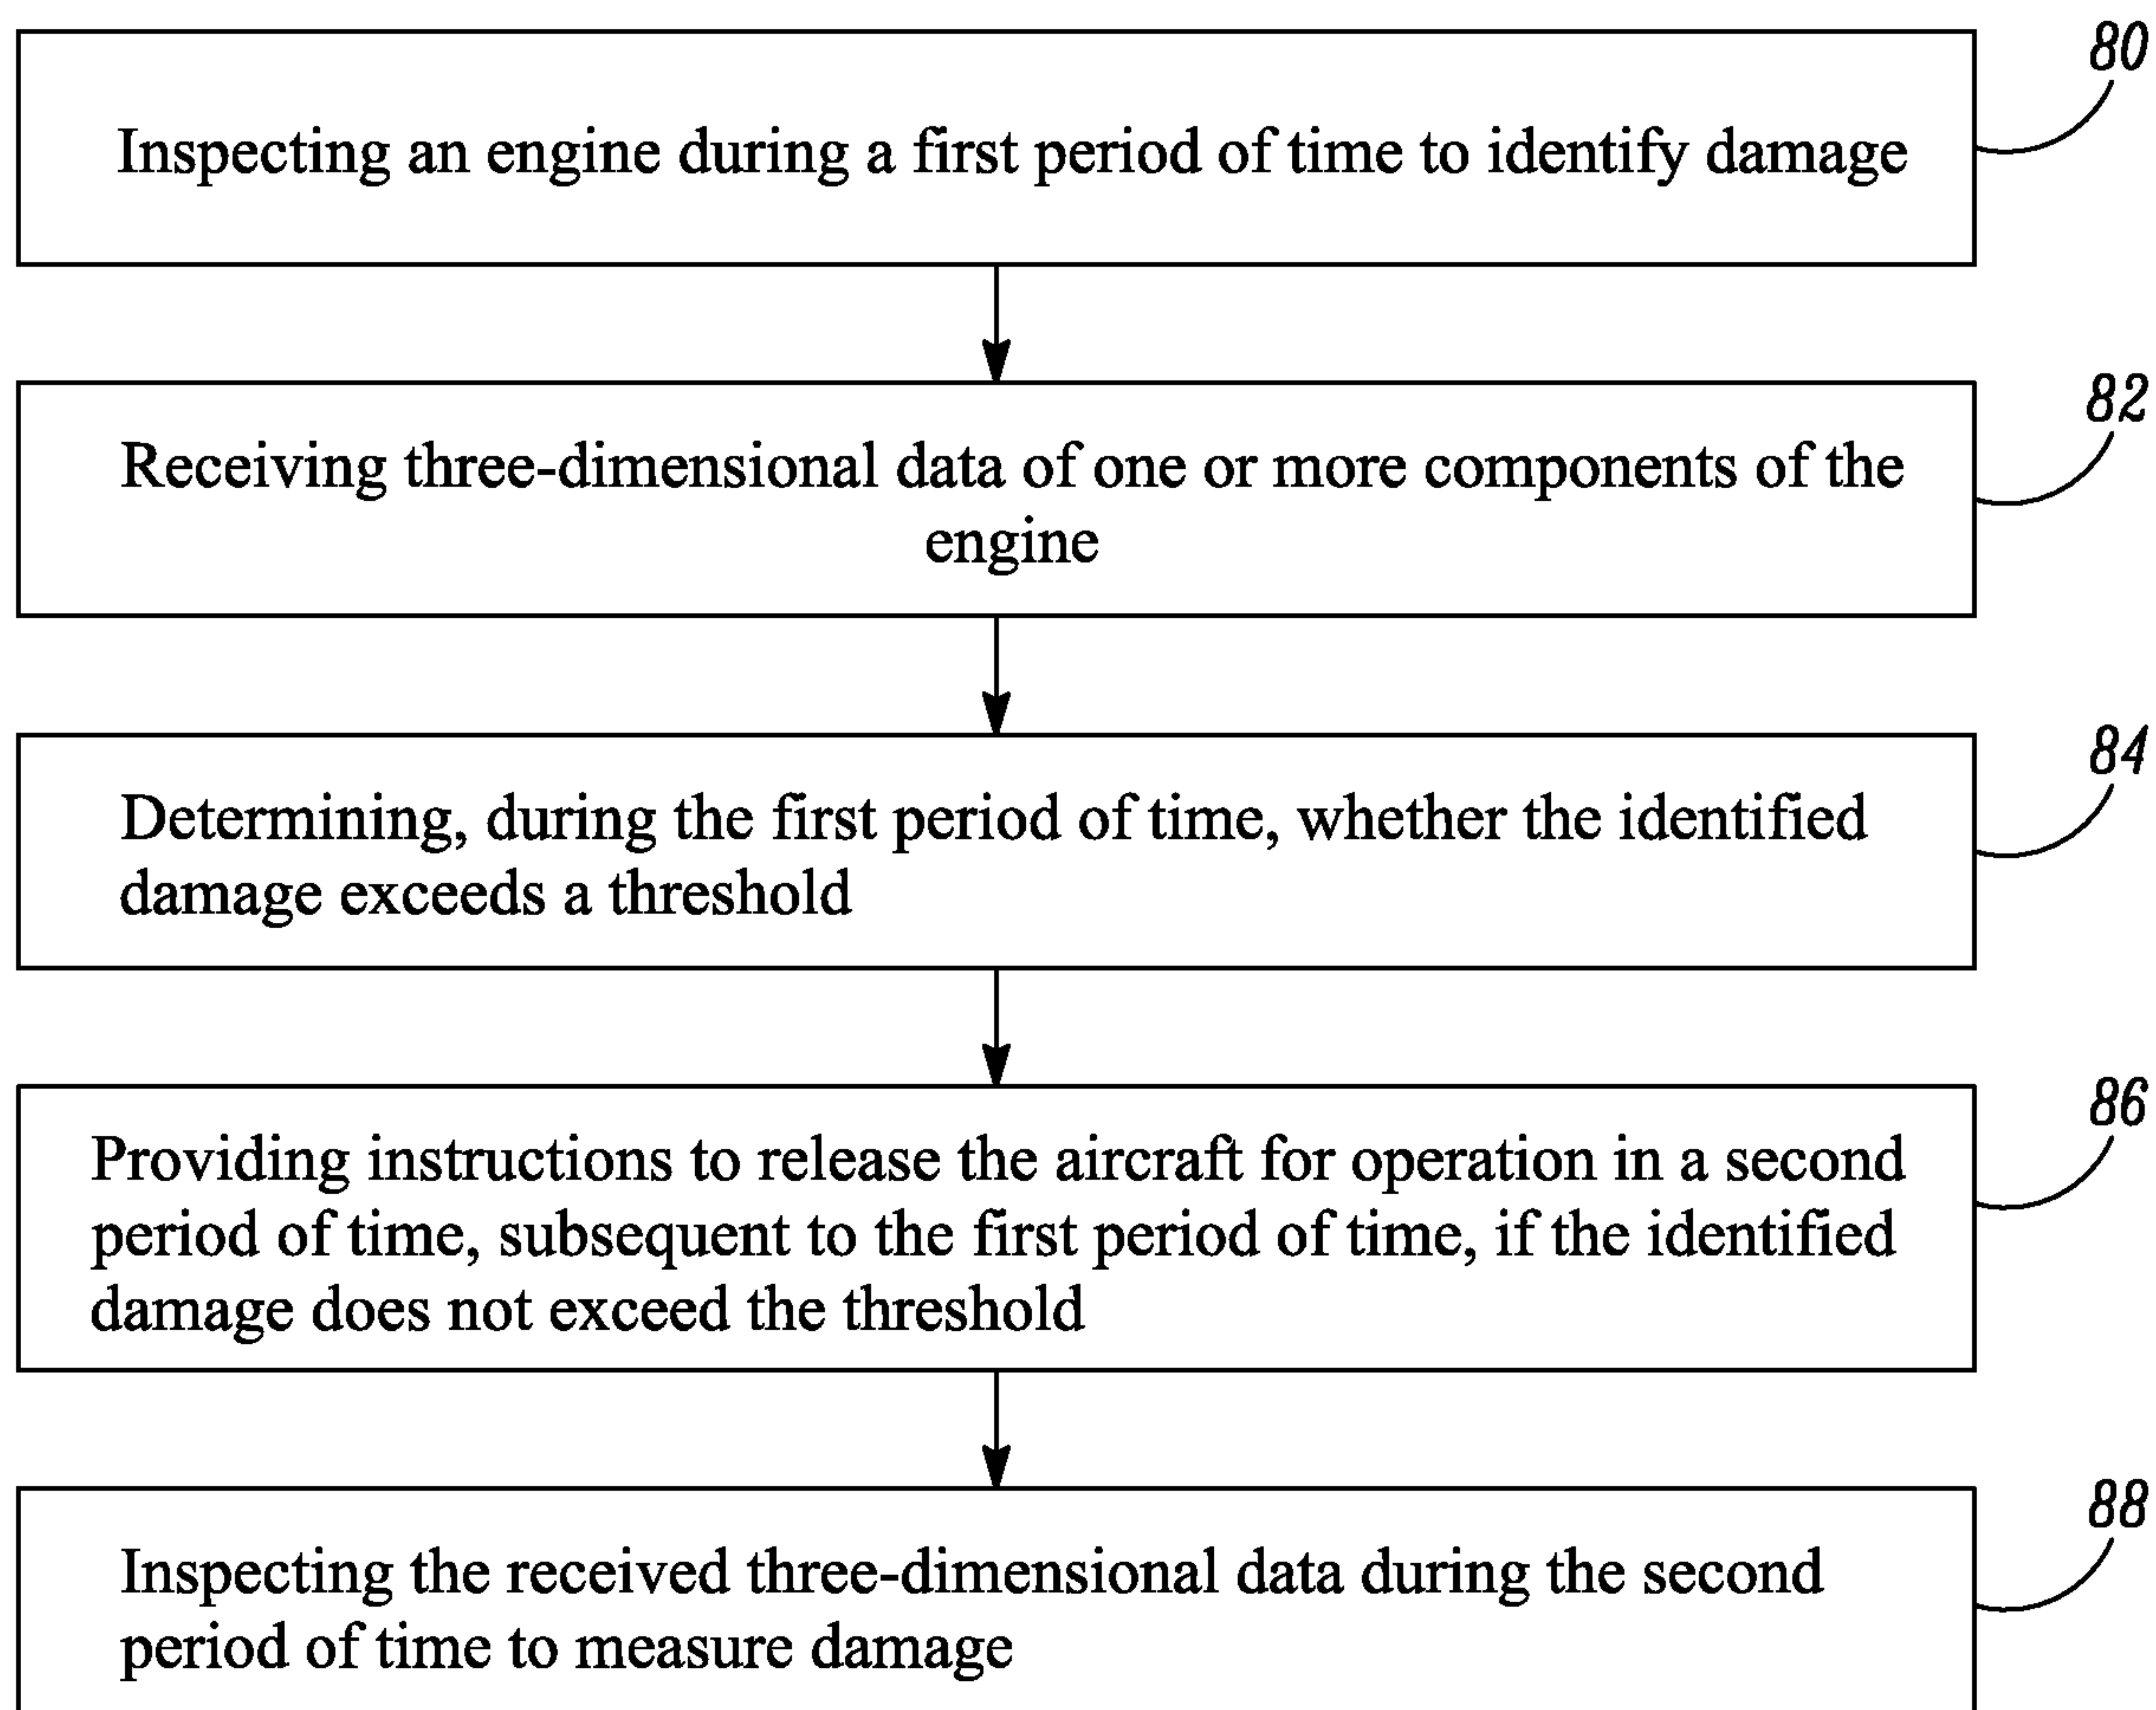 80
Inspecting an engine during a first period of time to identify damage
82
Receiving three-dimensional data of one or more components of the
engine
84
Determining, during the first period of time, whether the identified
damage exceeds a threshold
86
Providing instructions to release the aircraft for operation in a second
period of time, subsequent to the first period of time, if the identified
damage does not exceed the threshold
88
Inspecting the received three-dimensional data during the second
period of time to measure damage